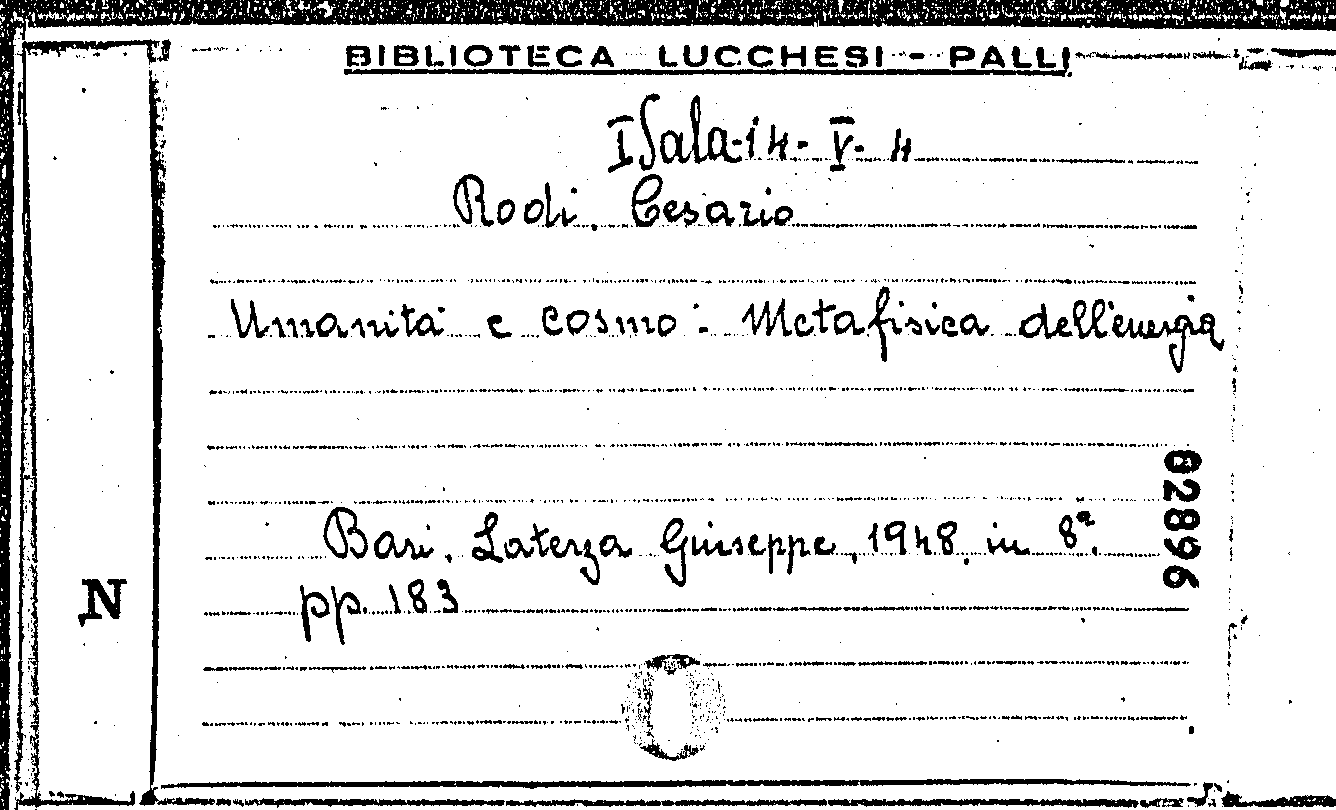 BIBLIOTECA LUCCHESI - PALLI
I Sala-14-V-4
Rodi, Cesario
Umanità e cosmo: Metafisica dell'energia
Bari, Laterza Giuseppe, 1948, in 8°.
pp. 183
02896
N